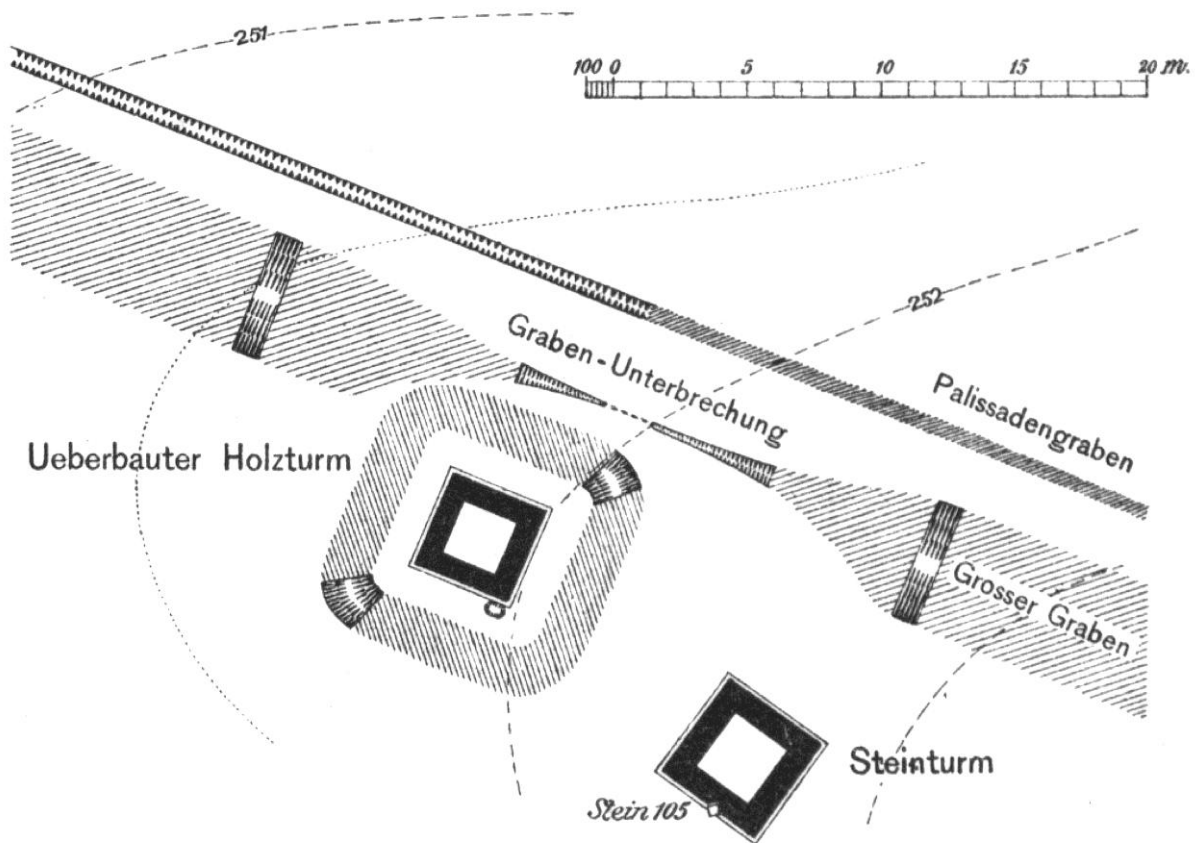 251
100 0 5 10 15 20 m.
252
Graben-Unterbrechung
Palissadengraben
Ueberbauter Holzturm
Grosser Graben
Steinturm
Stein 105